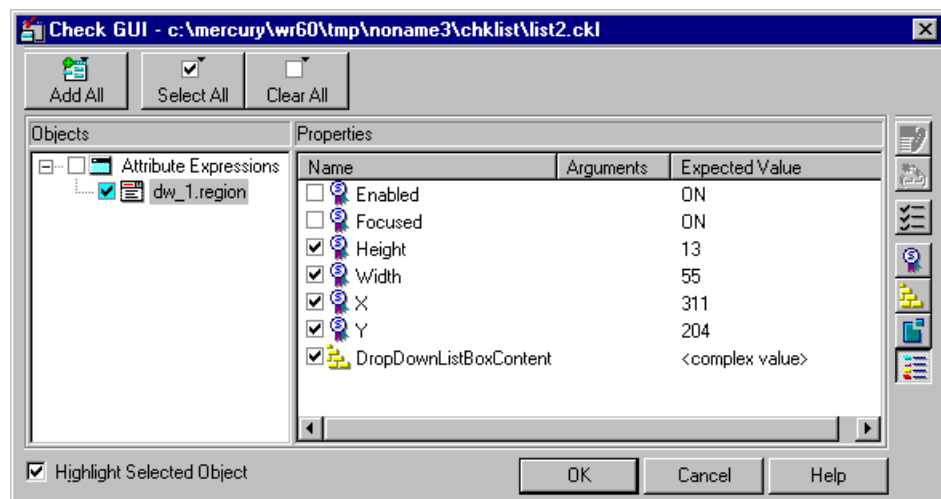 Check GUI - c:\mercury\wr60\tmp\noname3\chklist\list2.ckl
Add All Select All Clear All
Objects Properties
Attribute Expressions
dw_1.region
Name Arguments Expected Value
Enabled ON
Focused ON
Height 13
Width 55
X 311
Y 204
DropDownListBoxContent <complex value>
Highlight Selected Object OK Cancel Help